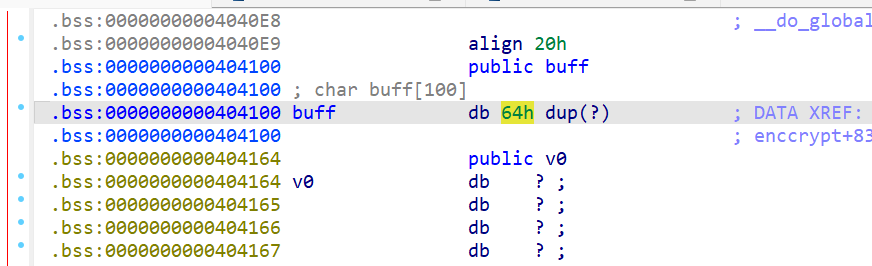 .bss:00000000004040E8 ; __do_global
.bss:00000000004040E9 align 20h
.bss:0000000000404100 public buff
.bss:0000000000404100 ; char buff[100]
.bss:0000000000404100 buff db 64h dup(?) ; DATA XREF:
.bss:0000000000404100 ; enccrypt+83
.bss:0000000000404164 public v0
.bss:0000000000404164 v0 db ? ;
.bss:0000000000404165 db ? ;
.bss:0000000000404166 db ? ;
.bss:0000000000404167 db ? ;